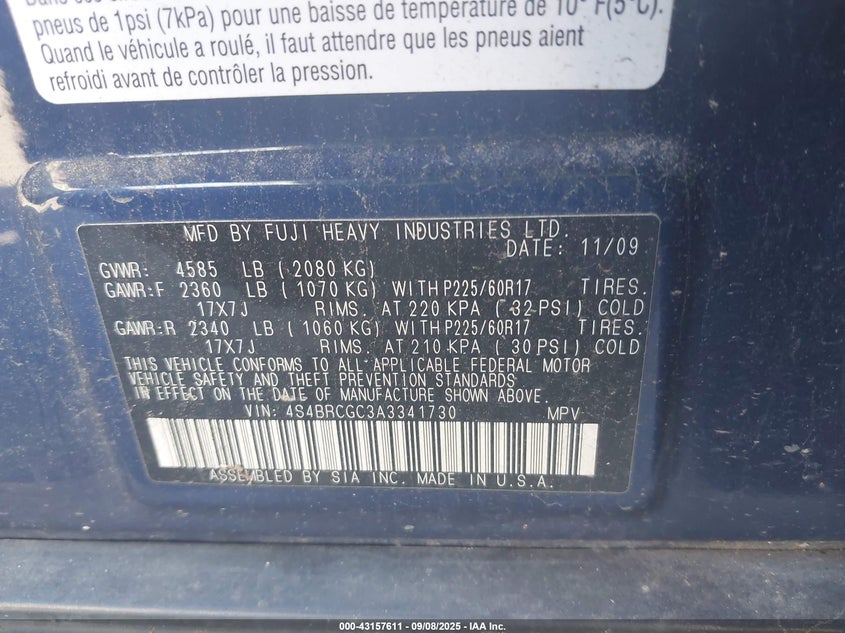 pneus de 1psi (7kPa) pour une baisse de température de 10° F(5°C).
Quand le véhicule a roulé, il faut attendre que les pneus aient
refroidi avant de contrôler la pression.
MFD BY FUJI HEAVY INDUSTRIES LTD.
DATE: 11/09
GVWR: 4585 LB ( 2080 KG)
GAWR:F 2360 LB ( 1070 KG) WITH P225/60R17 TIRES.
17X7J RIMS. AT 220 KPA ( 32 PSI) COLD
GAWR:R 2340 LB ( 1060 KG) WITH P225/60R17 TIRES.
17X7J RIMS. AT 210 KPA ( 30 PSI) COLD
THIS VEHICLE CONFORMS TO ALL APPLICABLE FEDERAL MOTOR
VEHICLE SAFETY AND THEFT PREVENTION STANDARDS
IN EFFECT ON THE DATE OF MANUFACTURE SHOWN ABOVE.
VIN: 4S4BRCGC3A3341730 MPV
ASSEMBLED BY SIA INC. MADE IN U.S.A.
000-43157611 - 09/08/2025 - IAA Inc.